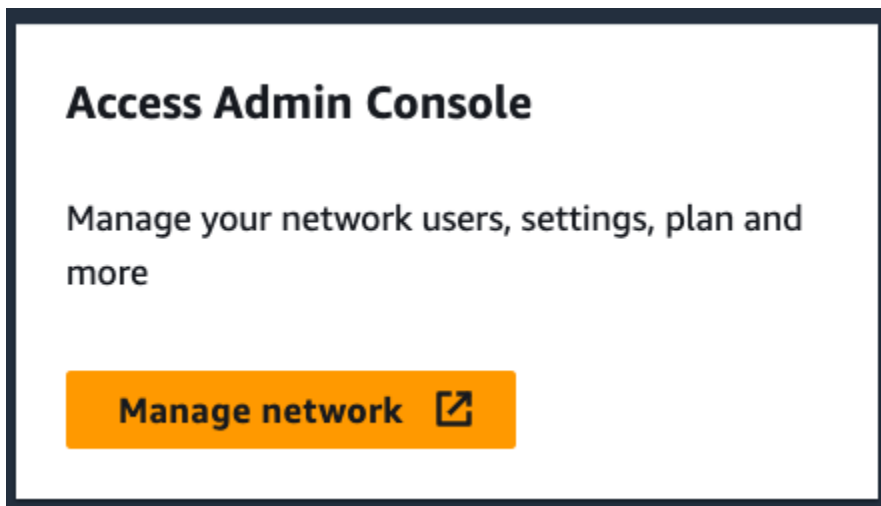 Access Admin Console
Manage your network users, settings, plan and
more
Manage network